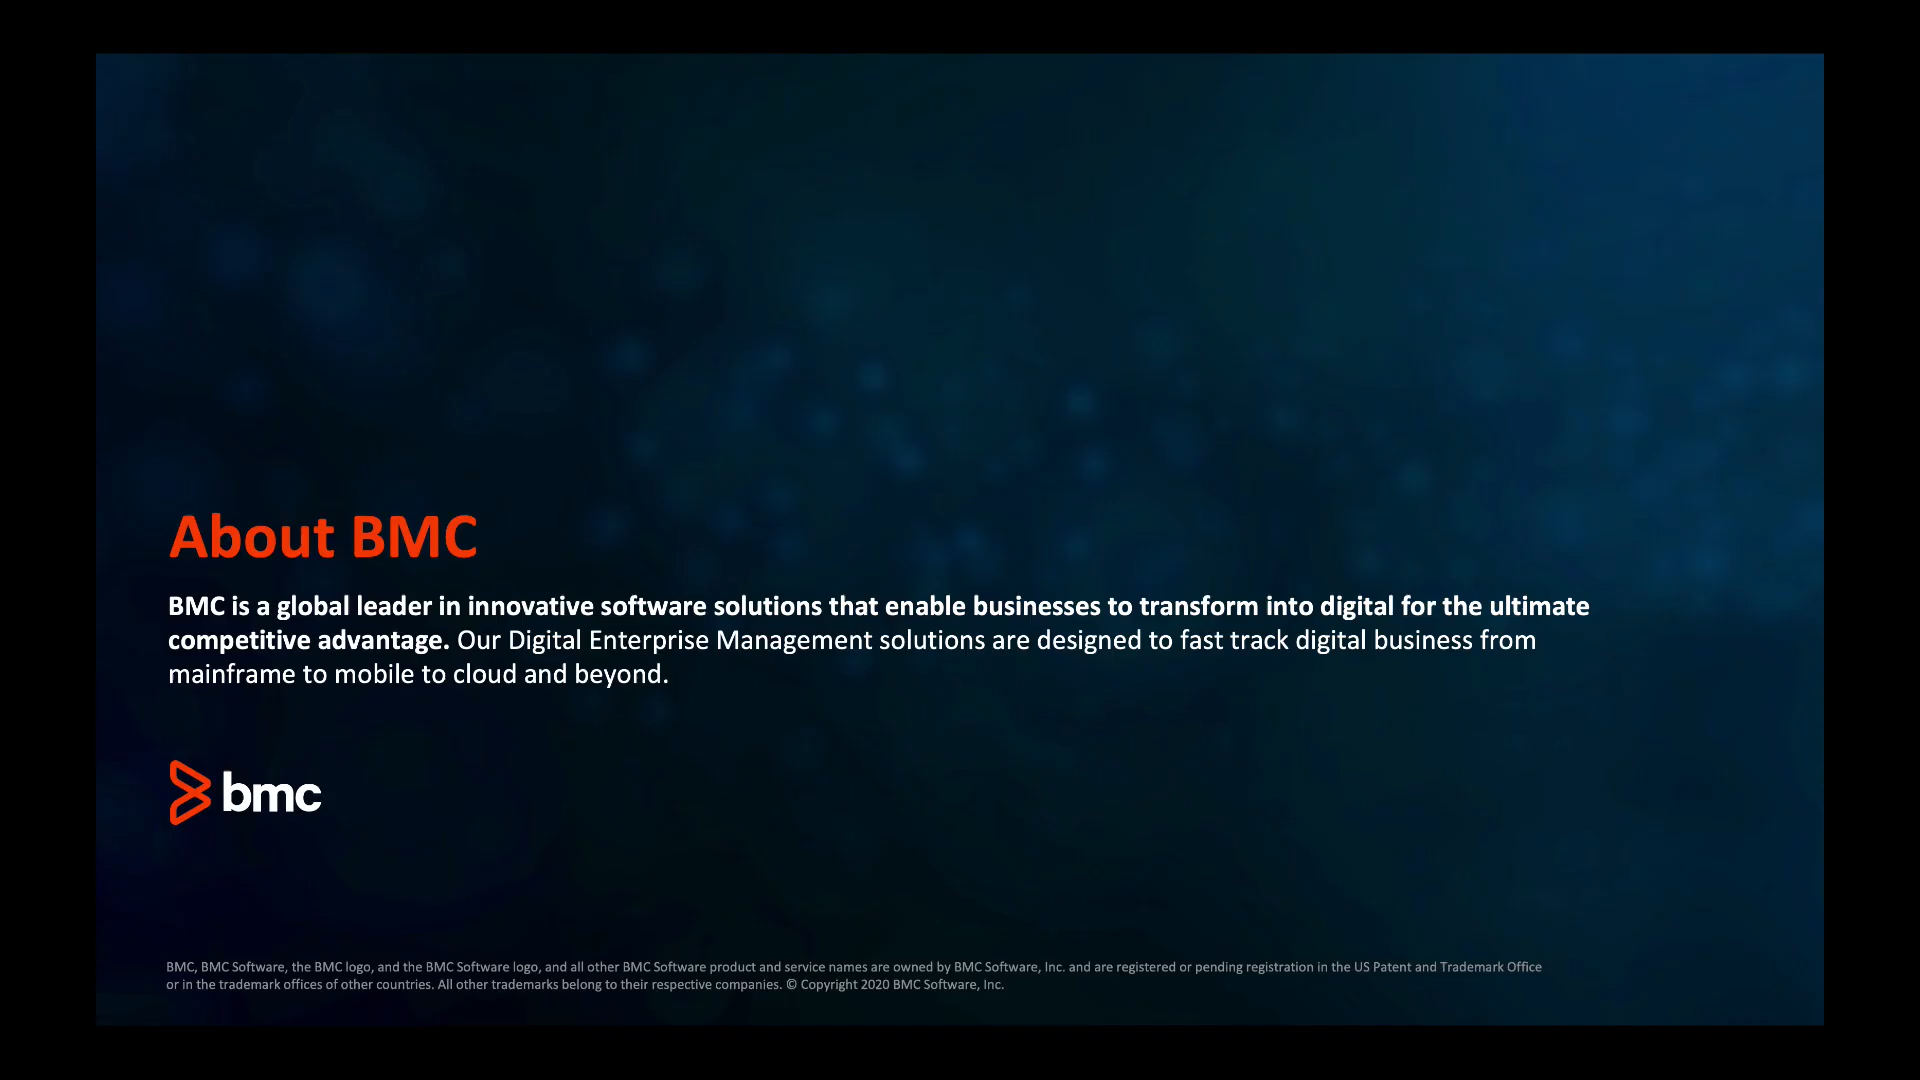 About BMC
BMC is a global leader in innovative software solutions that enable businesses to transform into digital for the ultimate
competitive advantage. Our Digital Enterprise Management solutions are designed to fast track digital business from
mainframe to mobile to cloud and beyond.
bmc
BMC, BMC Software, the BMC logo, and the BMC Software logo, and all other BMC Software product and service names are owned by BMC Software, Inc. and are registered or pending registration in the US Patent and Trademark Office
or in the trademark offices of other countries. All other trademarks belong to their respective companies. © Copyright 2020 BMC Software, Inc.